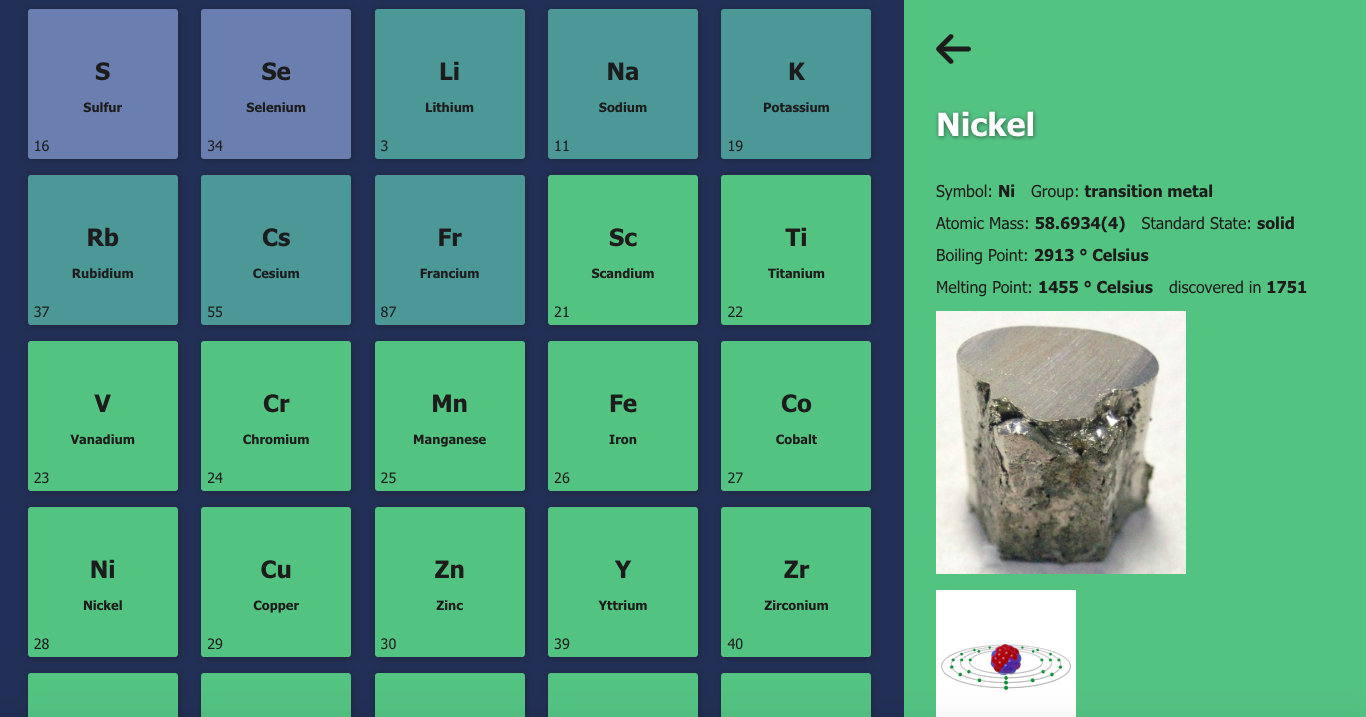 S
Sulfur
16
Se
Selenium
34
Li
Lithium
3
Na
Sodium
11
K
Potassium
19
Rb
Rubidium
37
Cs
Cesium
55
Fr
Francium
87
Sc
Scandium
21
Ti
Titanium
22
V
Vanadium
23
Cr
Chromium
24
Mn
Manganese
25
Fe
Iron
26
Co
Cobalt
27
Ni
Nickel
28
Cu
Copper
29
Zn
Zinc
30
Y
Yttrium
39
Zr
Zirconium
40
Nickel
Symbol: Ni Group: transition metal
Atomic Mass: 58.6934(4) Standard State: solid
Boiling Point: 2913 ° Celsius
Melting Point: 1455 ° Celsius discovered in 1751